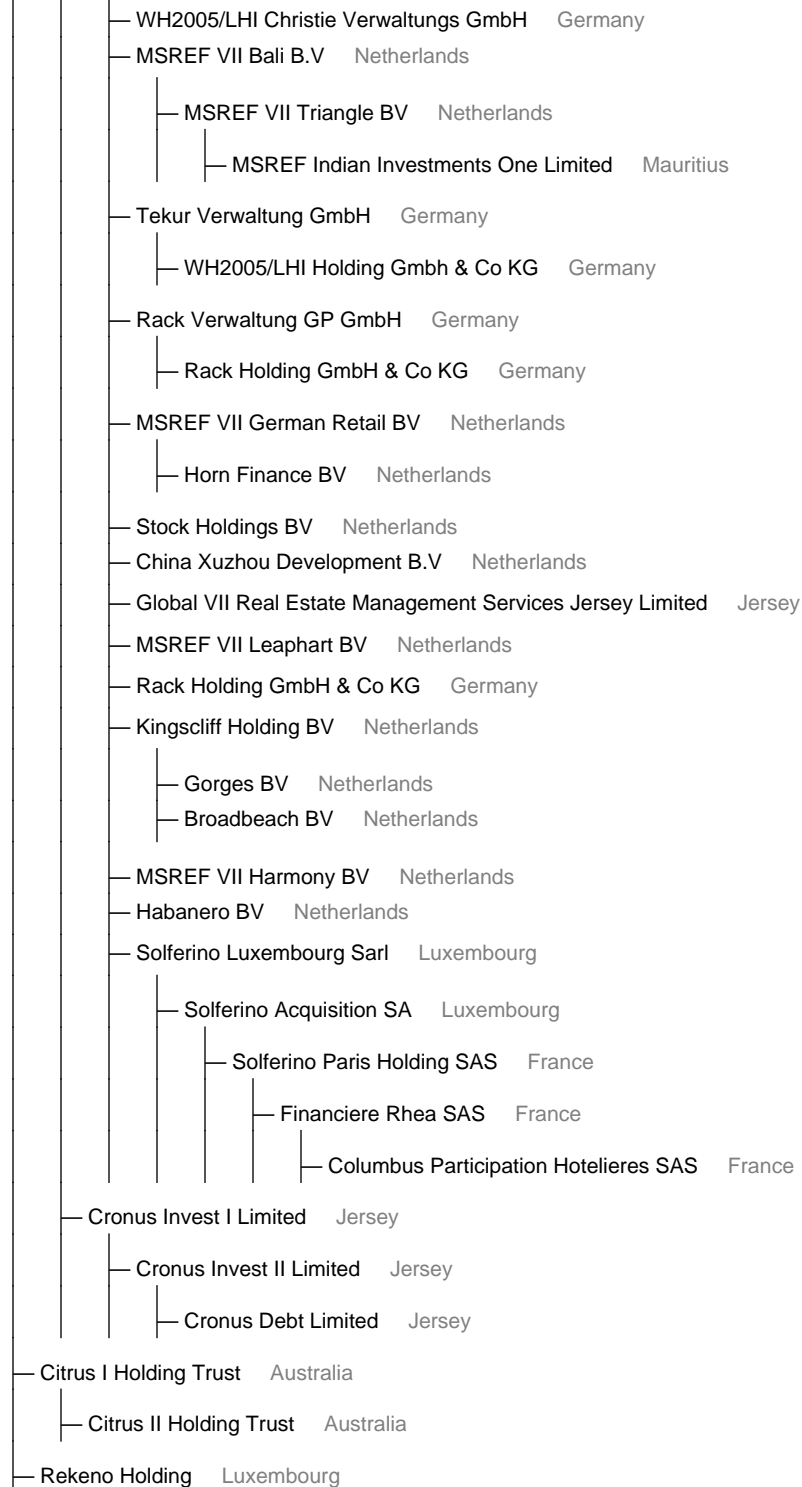 WH2005/LHI Christie Verwaltungs GmbH Germany
MSREF VII Bali B.V Netherlands
MSREF VII Triangle BV Netherlands
MSREF Indian Investments One Limited Mauritius
Tekur Verwaltung GmbH Germany
WH2005/LHI Holding Gmbh & Co KG Germany
Rack Verwaltung GP GmbH Germany
Rack Holding GmbH & Co KG Germany
MSREF VII German Retail BV Netherlands
Horn Finance BV Netherlands
Stock Holdings BV Netherlands
China Xuzhou Development B.V Netherlands
Global VII Real Estate Management Services Jersey Limited Jersey
MSREF VII Leaphart BV Netherlands
Rack Holding GmbH & Co KG Germany
Kingscliff Holding BV Netherlands
Gorges BV Netherlands
Broadbeach BV Netherlands
MSREF VII Harmony BV Netherlands
Habanero BV Netherlands
Solferino Luxembourg Sarl Luxembourg
Solferino Acquisition SA Luxembourg
Solferino Paris Holding SAS France
Financiere Rhea SAS France
Columbus Participation Hotelieres SAS France
Cronus Invest I Limited Jersey
Cronus Invest II Limited Jersey
Cronus Debt Limited Jersey
Citrus I Holding Trust Australia
Citrus II Holding Trust Australia
Rekeno Holding Luxembourg